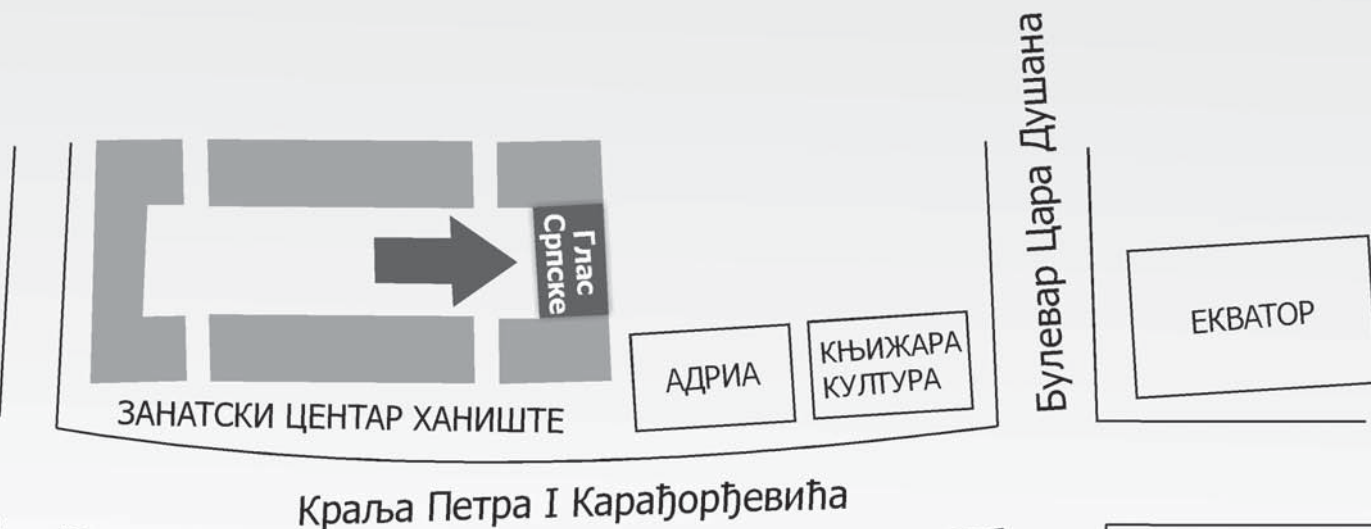 Булевар Цара Душана
Глас
Српске
ЕКВАТОР
АДРИА
КЊИЖАРА
КУЛТУРА
ЗАНАТСКИ ЦЕНТАР ХАНИШТЕ
Краља Петра I Карађорђевића